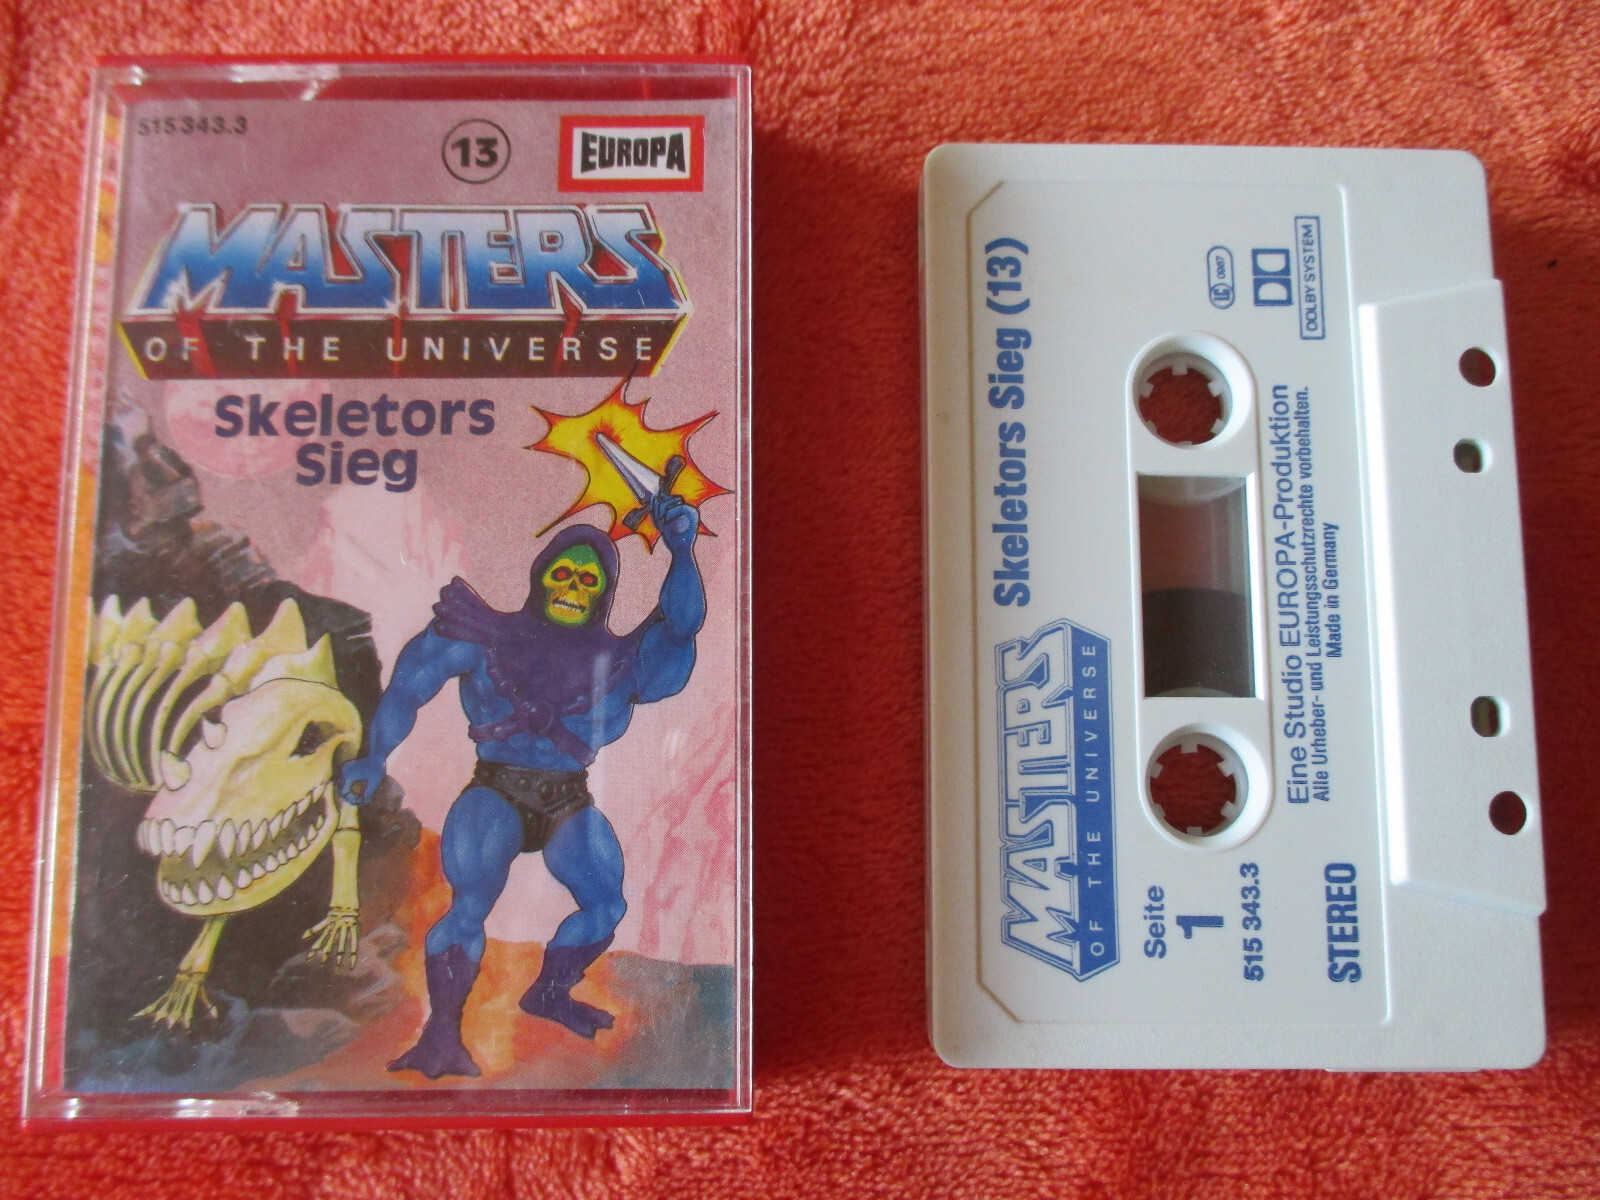 515 343.3
13
EUROPA
MASTERS
OF THE UNIVERSE
Skeletors
Sieg
MASTERS
OF THE UNIVERSE
Skeletors Sieg (13)
Seite
1
LC 0967
515 343.3
DOLBY SYSTEM
Eine Studio EUROPA-Produktion
Alle Urheber- und Leistungsschutzrechte vorbehalten.
Made in Germany
STEREO